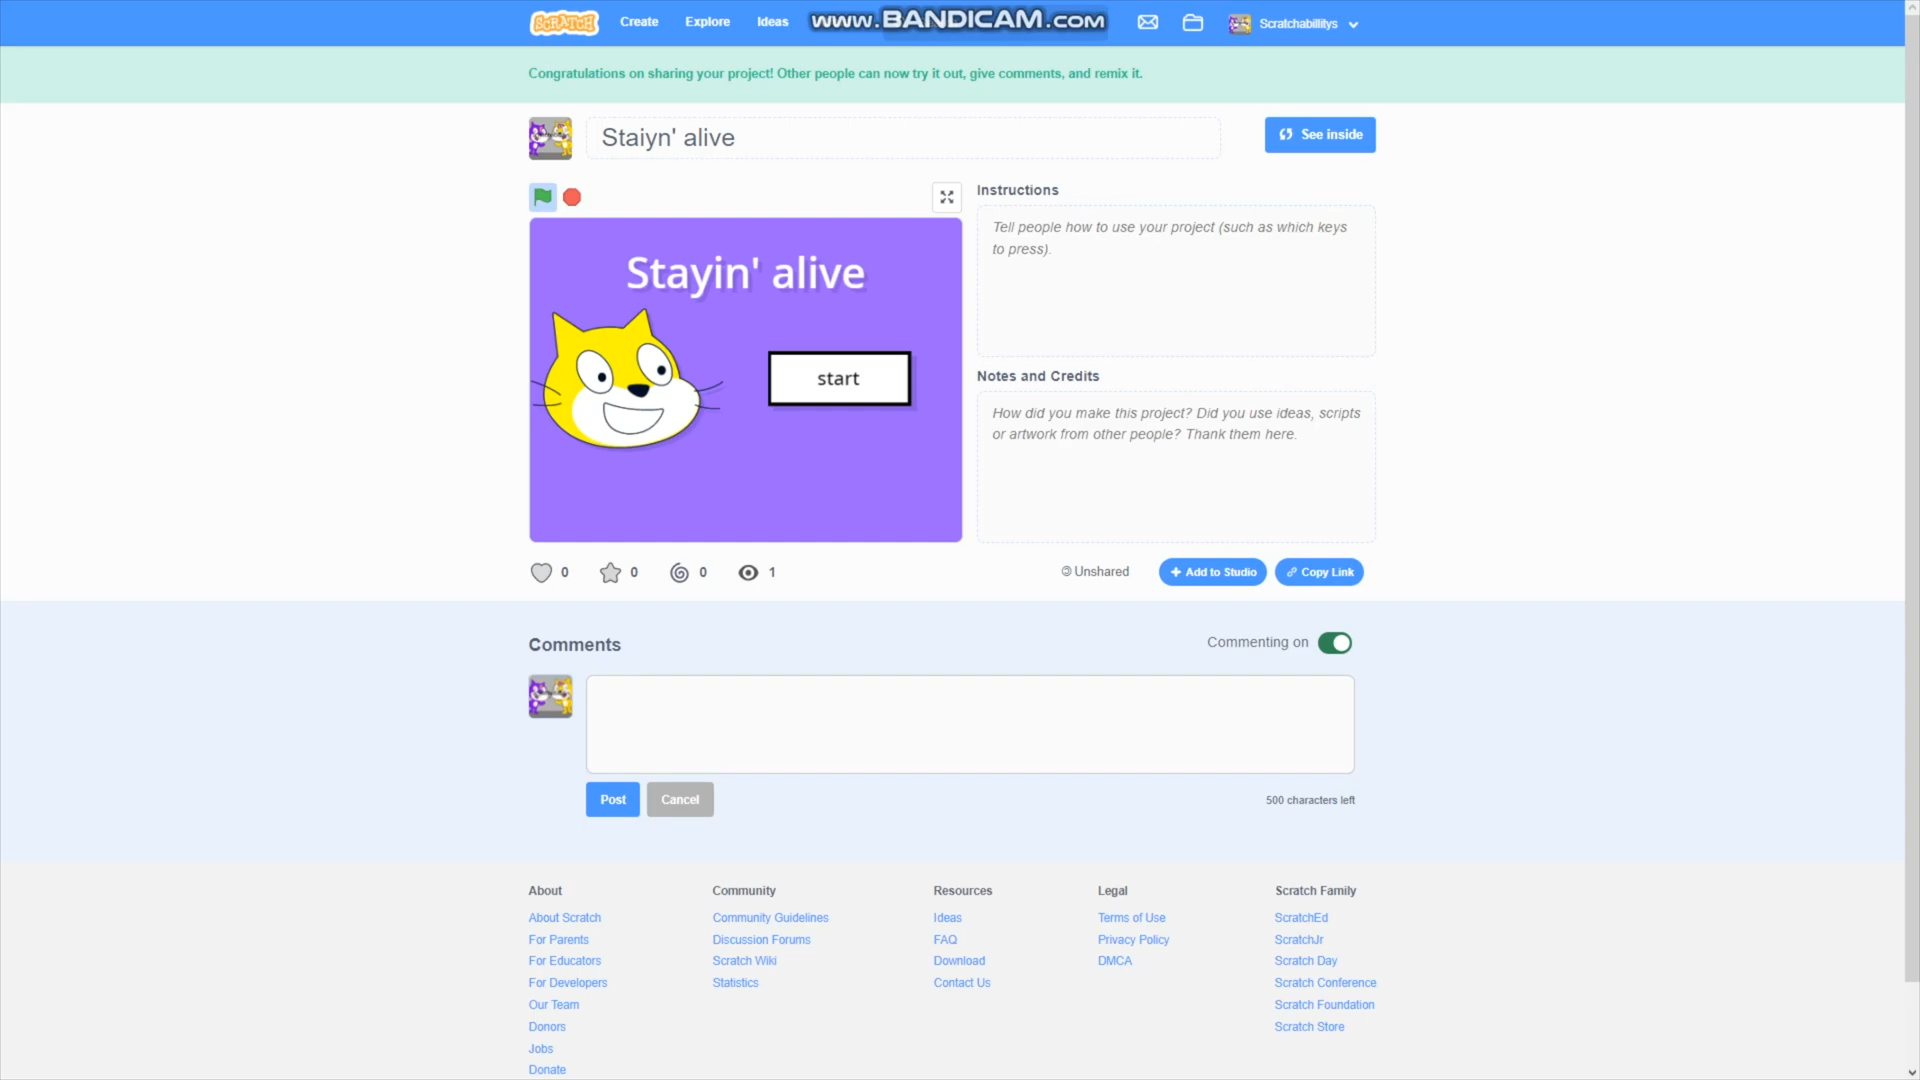 SCRATCH Create Explore Ideas www.BANDICAM.com Scratchabillitys
Congratulations on sharing your project! Other people can now try it out, give comments, and remix it.
Staiyn' alive
See inside
Instructions
Tell people how to use your project (such as which keys
to press).
Stayin' alive
start
Notes and Credits
How did you make this project? Did you use ideas, scripts
or artwork from other people? Thank them here.
0 0 0 1
Unshared
Add to Studio
Copy Link
Comments
Commenting on
Post
Cancel
500 characters left
About
About Scratch
For Parents
For Educators
For Developers
Our Team
Donors
Jobs
Donate
Community
Community Guidelines
Discussion Forums
Scratch Wiki
Statistics
Resources
Ideas
FAQ
Download
Contact Us
Legal
Terms of Use
Privacy Policy
DMCA
Scratch Family
ScratchEd
ScratchJr
Scratch Day
Scratch Conference
Scratch Foundation
Scratch Store